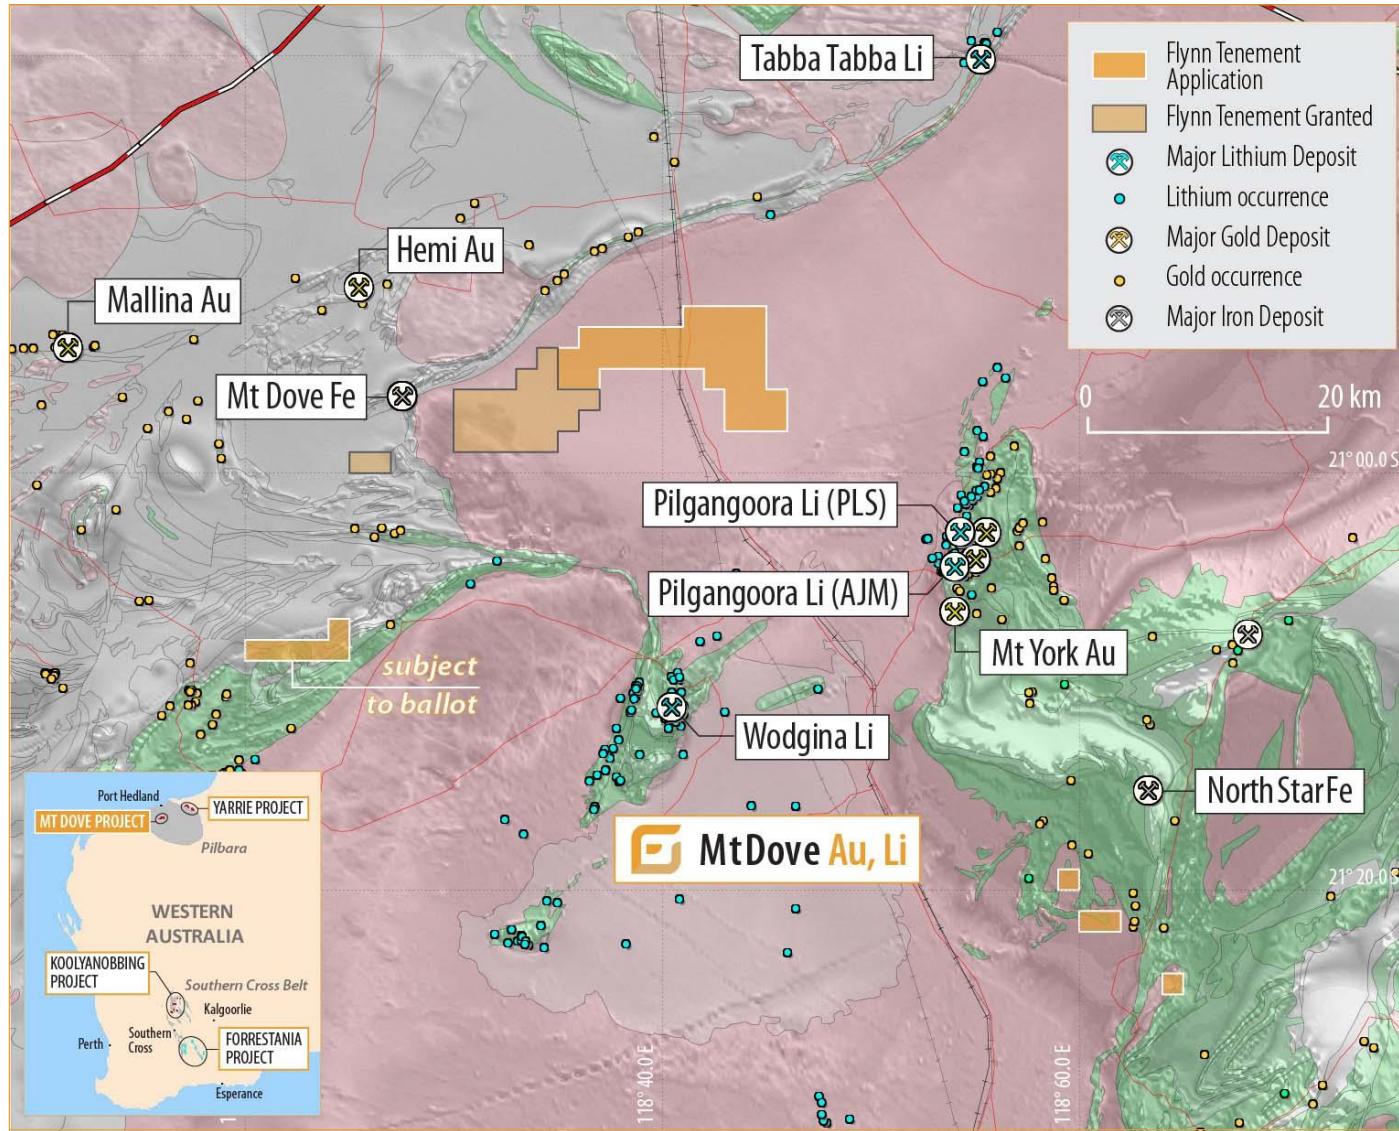 Tabba Tabba Li
Flynn Tenement
Application
Flynn Tenement Granted
Major Lithium Deposit
Lithium occurrence
Major Gold Deposit
Gold occurrence
Major Iron Deposit
Hemi Au
Mallina Au
Mt Dove Fe
0
20 km
21° 00.0 S
Pilgangoora Li (PLS)
Pilgangoora Li (AJM)
Mt York Au
subject
to ballot
Wodgina Li
North Star Fe
Mt Dove Au, Li
21° 20.0 S
118° 40.0 E
118° 60.0 E
Port Hedland
YARRIE PROJECT
MT DOVE PROJECT
Pilbara
WESTERN
AUSTRALIA
KOOLYANOBBING
PROJECT
Southern Cross Belt
Kalgoorlie
Southern
Cross
Perth
FORRESTANIA
PROJECT
Esperance